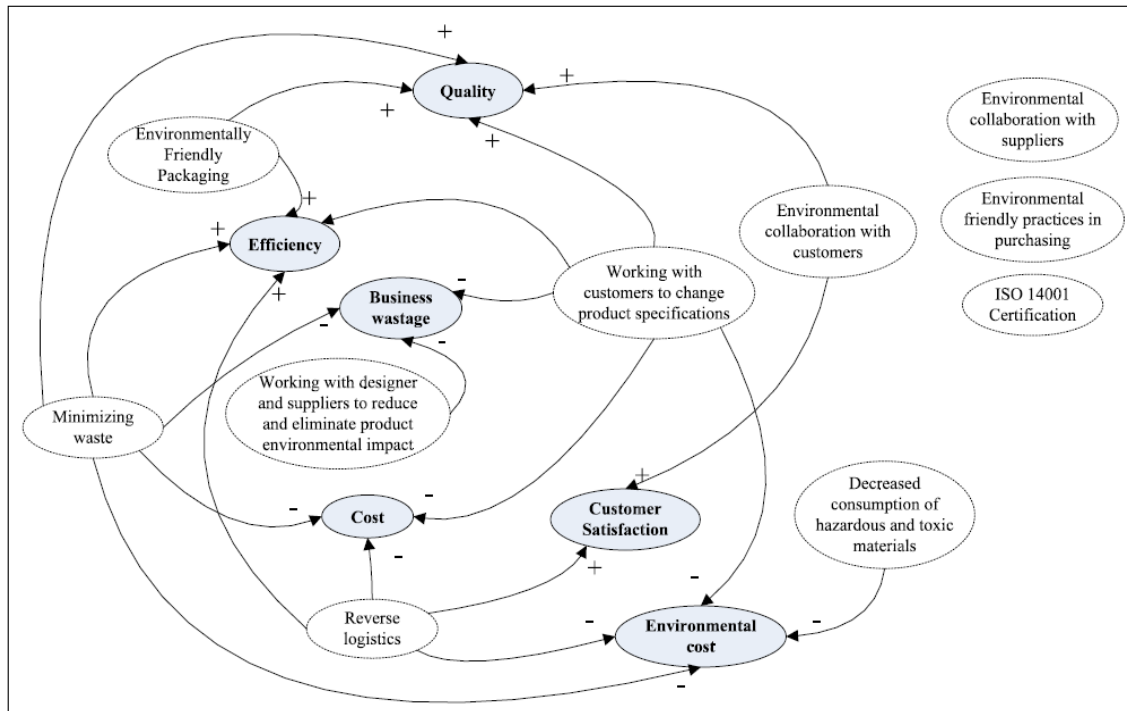 +
Quality
+
+
+
Environmentally
Friendly
Packaging
Environmental
collaboration with
suppliers
+
+
Efficiency
+
Environmental
collaboration with
customers
Environmental
friendly practices in
purchasing
Working with
customers to change
product specifications
-
Business
wastage
-
-
ISO 14001
Certification
Working with designer
and suppliers to reduce
and eliminate product
environmental impact
Minimizing
waste
-
Cost
-
-
+
Customer
Satisfaction
+
Decreased
consumption of
hazardous and toxic
materials
-
Reverse
logistics
-
Environmental
cost
-
-